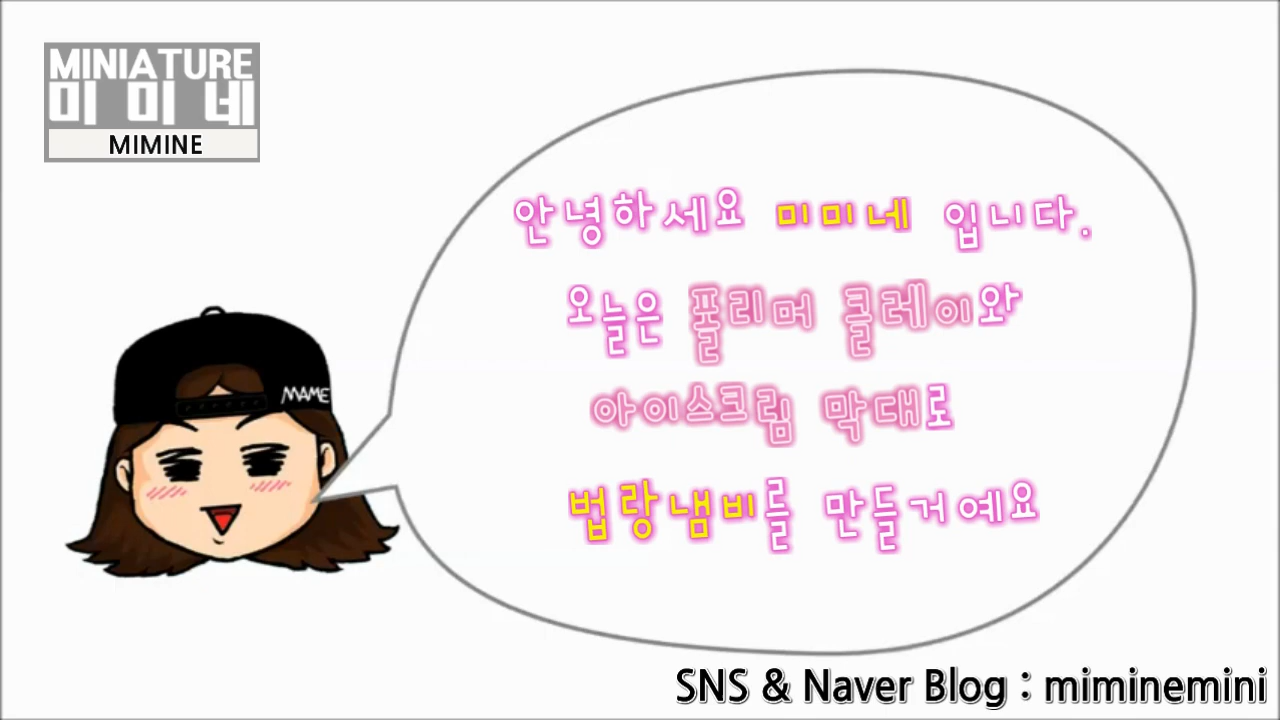 MINIATURE
미미네
MIMINE
안녕하세요 미미네 입니다.
오늘은 폴리머 클레이와
아이스크림 막대로
법랑냄비를 만들거예요
MAME
SNS & Naver Blog : miminemini